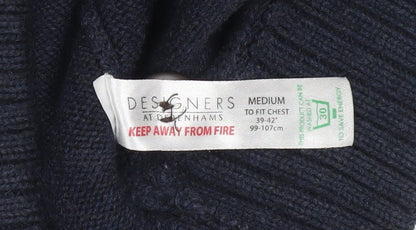 DESIGNERS
AT DEBENHAMS
KEEP AWAY FROM FIRE
MEDIUM
TO FIT CHEST
39-42"
99-107cm
THIS PRODUCT CAN BE
WASHED AT
30
TO SAVE ENERGY